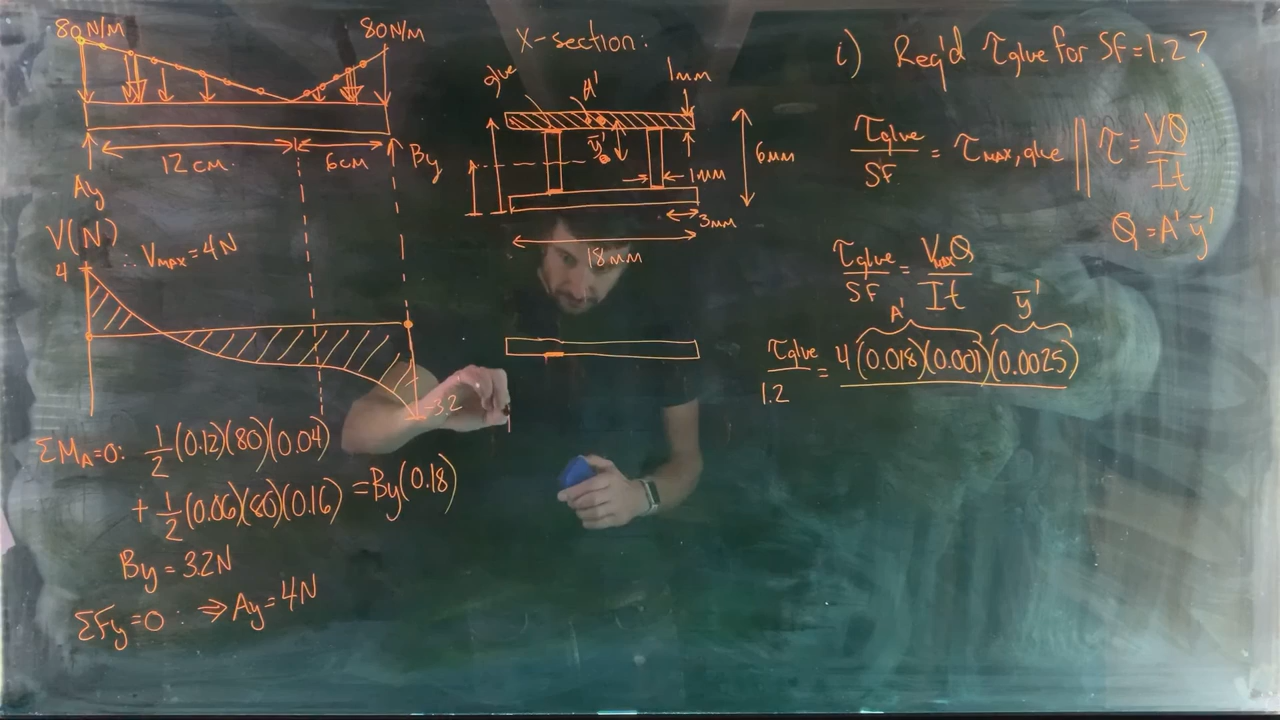 80 N/M
80 N/M
12 cm.
6cm
Ay
By
V(N)
4
∴ VMAX = 4N
-3.2
ΣMA=0: 1/2 (0.12)(80)(0.04)
+ 1/2 (0.06)(80)(0.16) = By(0.18)
By = 3.2N
ΣFy=0 : ⇒ Ay = 4N
X-section:
glue
A'
1mm
ȳ'
6mm
1mm
3mm
18mm
i) Req'd τglue for SF=1.2?
τglue/SF = τMAX, glue || τ = VQ/It
Q = A' ȳ'
τglue/SF = VMAXQ/It
A'
ȳ'
τglue/1.2 = 4(0.018)(0.001)(0.0025)